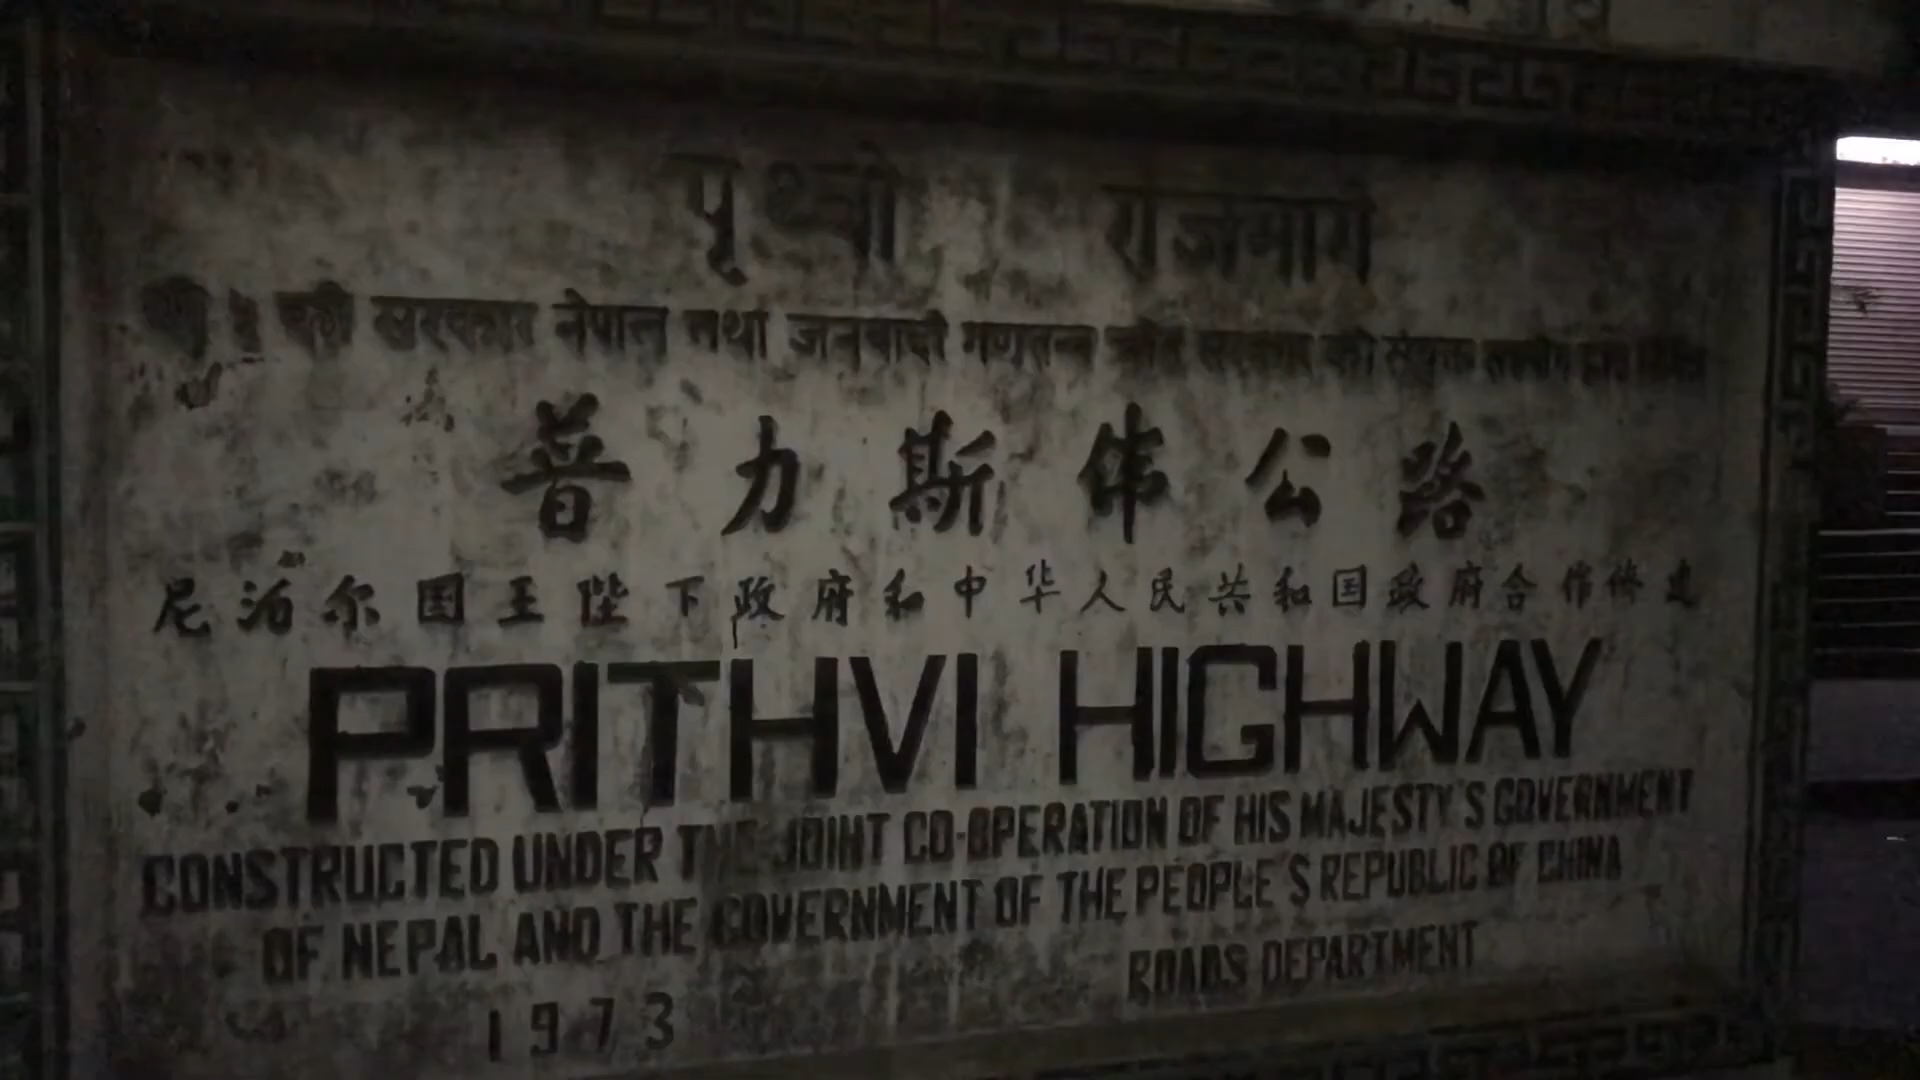 पृथ्वी राजमार्ग
श्री ५ को सरकार नेपाल तथा जनवादी गणतन्त्र चीन सरकार को संयुक्त सहयोग द्वारा
普力斯伟公路
尼泊尔国王陛下政府和中华人民共和国政府合作修建
PRITHVI HIGHWAY
CONSTRUCTED UNDER THE JOINT CO-OPERATION OF HIS MAJESTY'S GOVERNMENT
OF NEPAL AND THE GOVERNMENT OF THE PEOPLE'S REPUBLIC OF CHINA
ROADS DEPARTMENT
1973